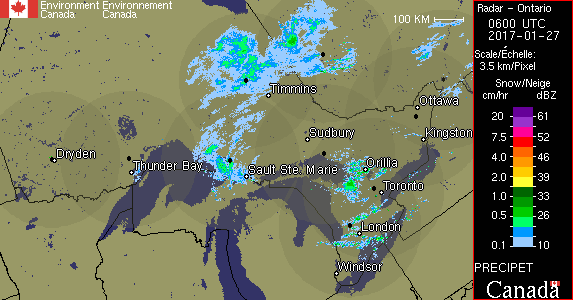 Environment Environnement
Canada Canada
100 KM
Timmins
Ottawa
Sudbury
Kingston
Dryden
Thunder Bay
Sault Ste. Marie
Orillia
Toronto
London
Windsor
Radar - Ontario
0600 UTC
2017-01-27
Scale/Échelle:
3.5 km/Pixel
Snow/Neige
cm/hr dBZ
20 61
7.5 52
4.0 46
2.0 39
1.0 33
0.5 26
0.1 10
PRECIPET
Canada